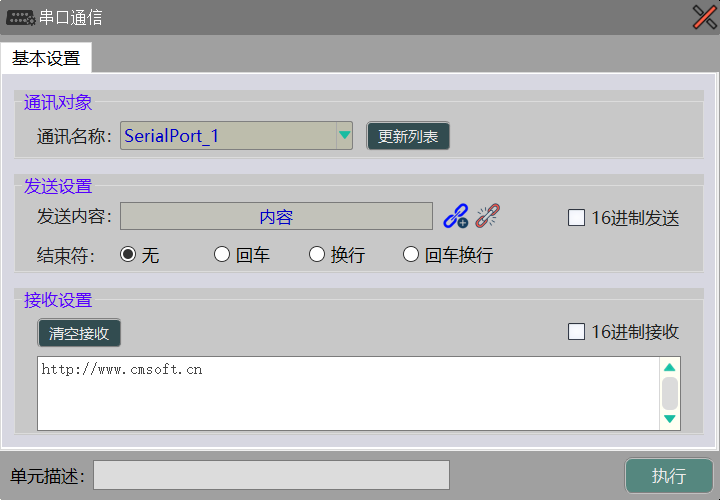 串口通信
基本设置
通讯对象
通讯名称： SerialPort_1 更新列表
发送设置
发送内容： 内容 16进制发送
结束符： 无 回车 换行 回车换行
接收设置
清空接收 16进制接收
http://www.cmsoft.cn
单元描述： 执行